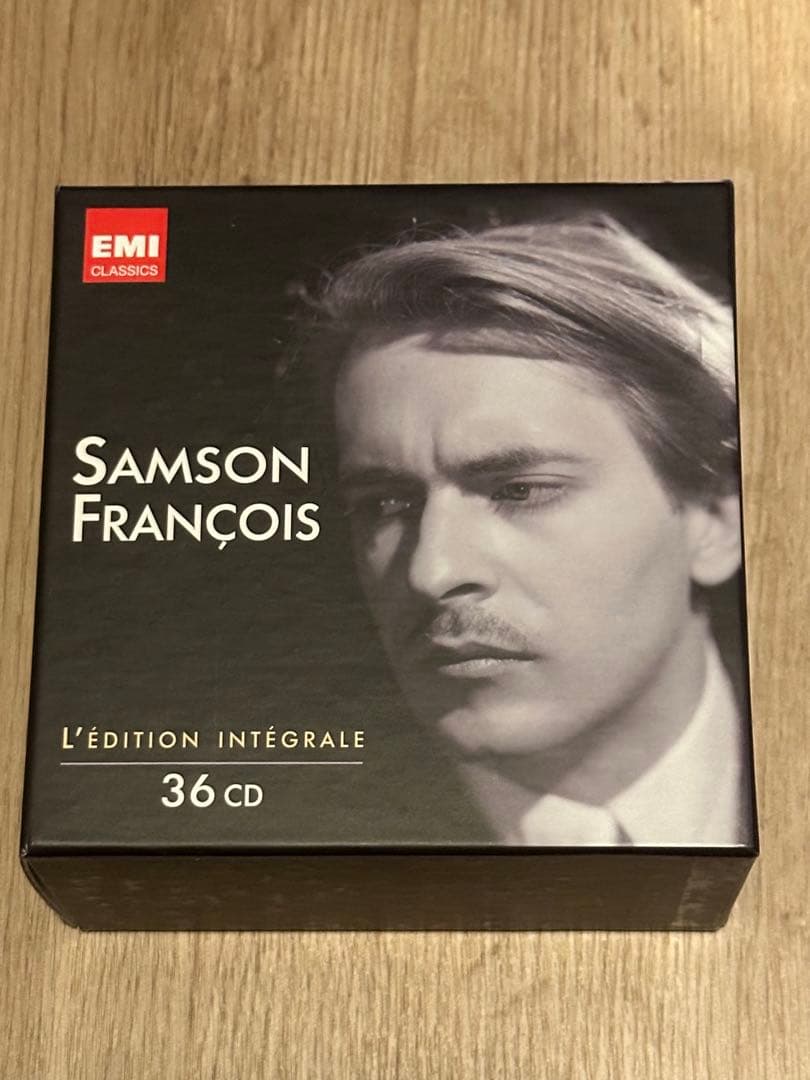 EMI
CLASSICS
SAMSON
FRANÇOIS
L'ÉDITION INTÉGRALE
36 CD